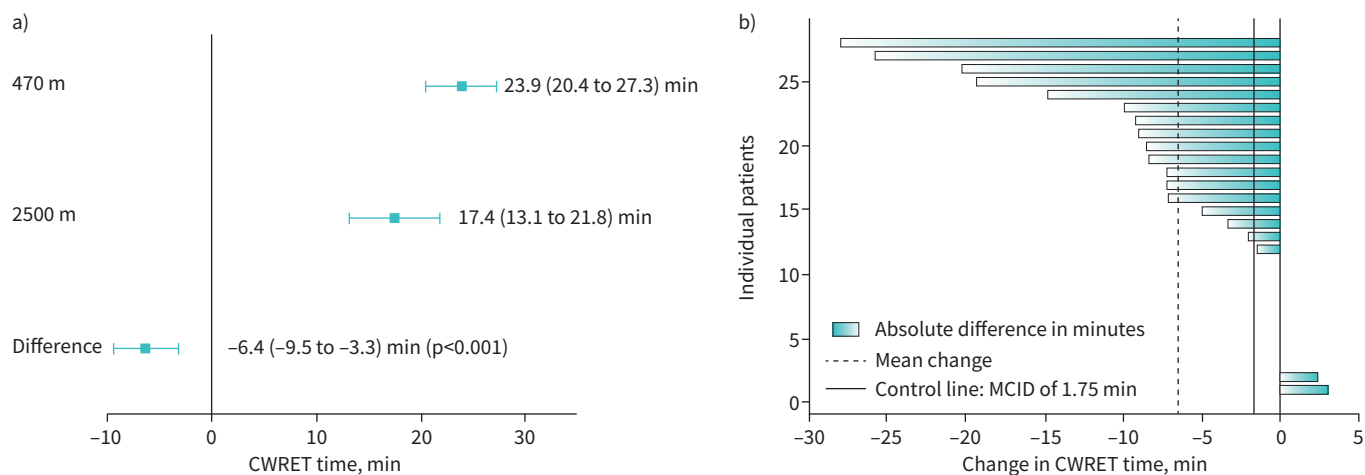 a)
470 m
23.9 (20.4 to 27.3) min
2500 m
17.4 (13.1 to 21.8) min
Difference
–6.4 (–9.5 to –3.3) min (p<0.001)
–10 0 10 20 30
CWRET time, min
b)
Individual patients
25
20
15
10
5
0
Absolute difference in minutes
Mean change
Control line: MCID of 1.75 min
–30 –25 –20 –15 –10 –5 0 5
Change in CWRET time, min